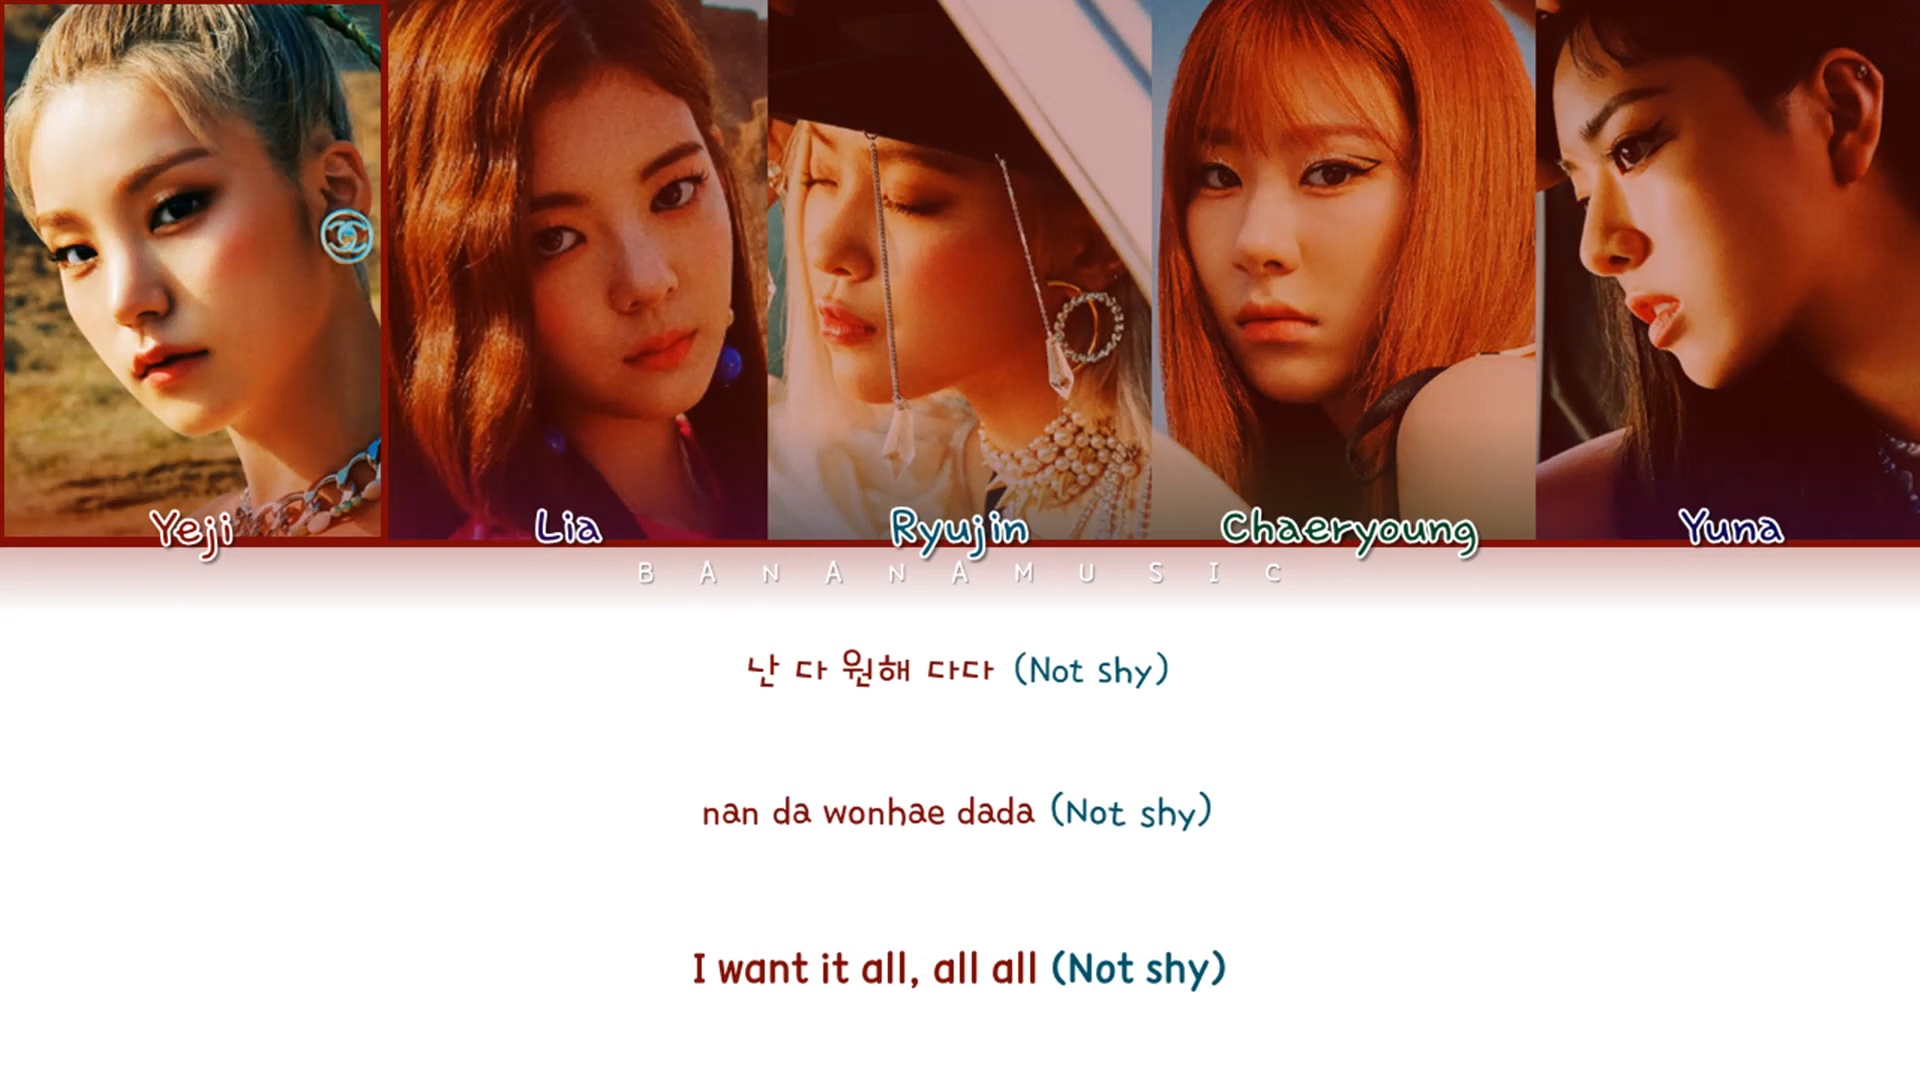 Yeji Lia Ryujin Chaeryoung Yuna
BANANAMUSIC
난 다 원해 다다 (Not shy)
nan da wonhae dada (Not shy)
I want it all, all all (Not shy)